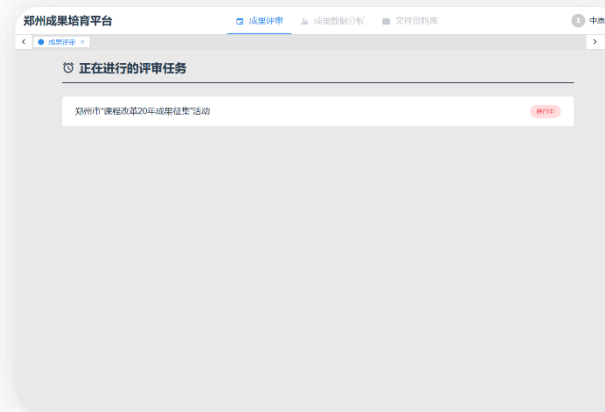 郑州成果培育平台
成果评审
成果数据分析
文件资料库
成果评审 ×
正在进行的评审任务
郑州市"课程改革20年成果征集"活动
进行中